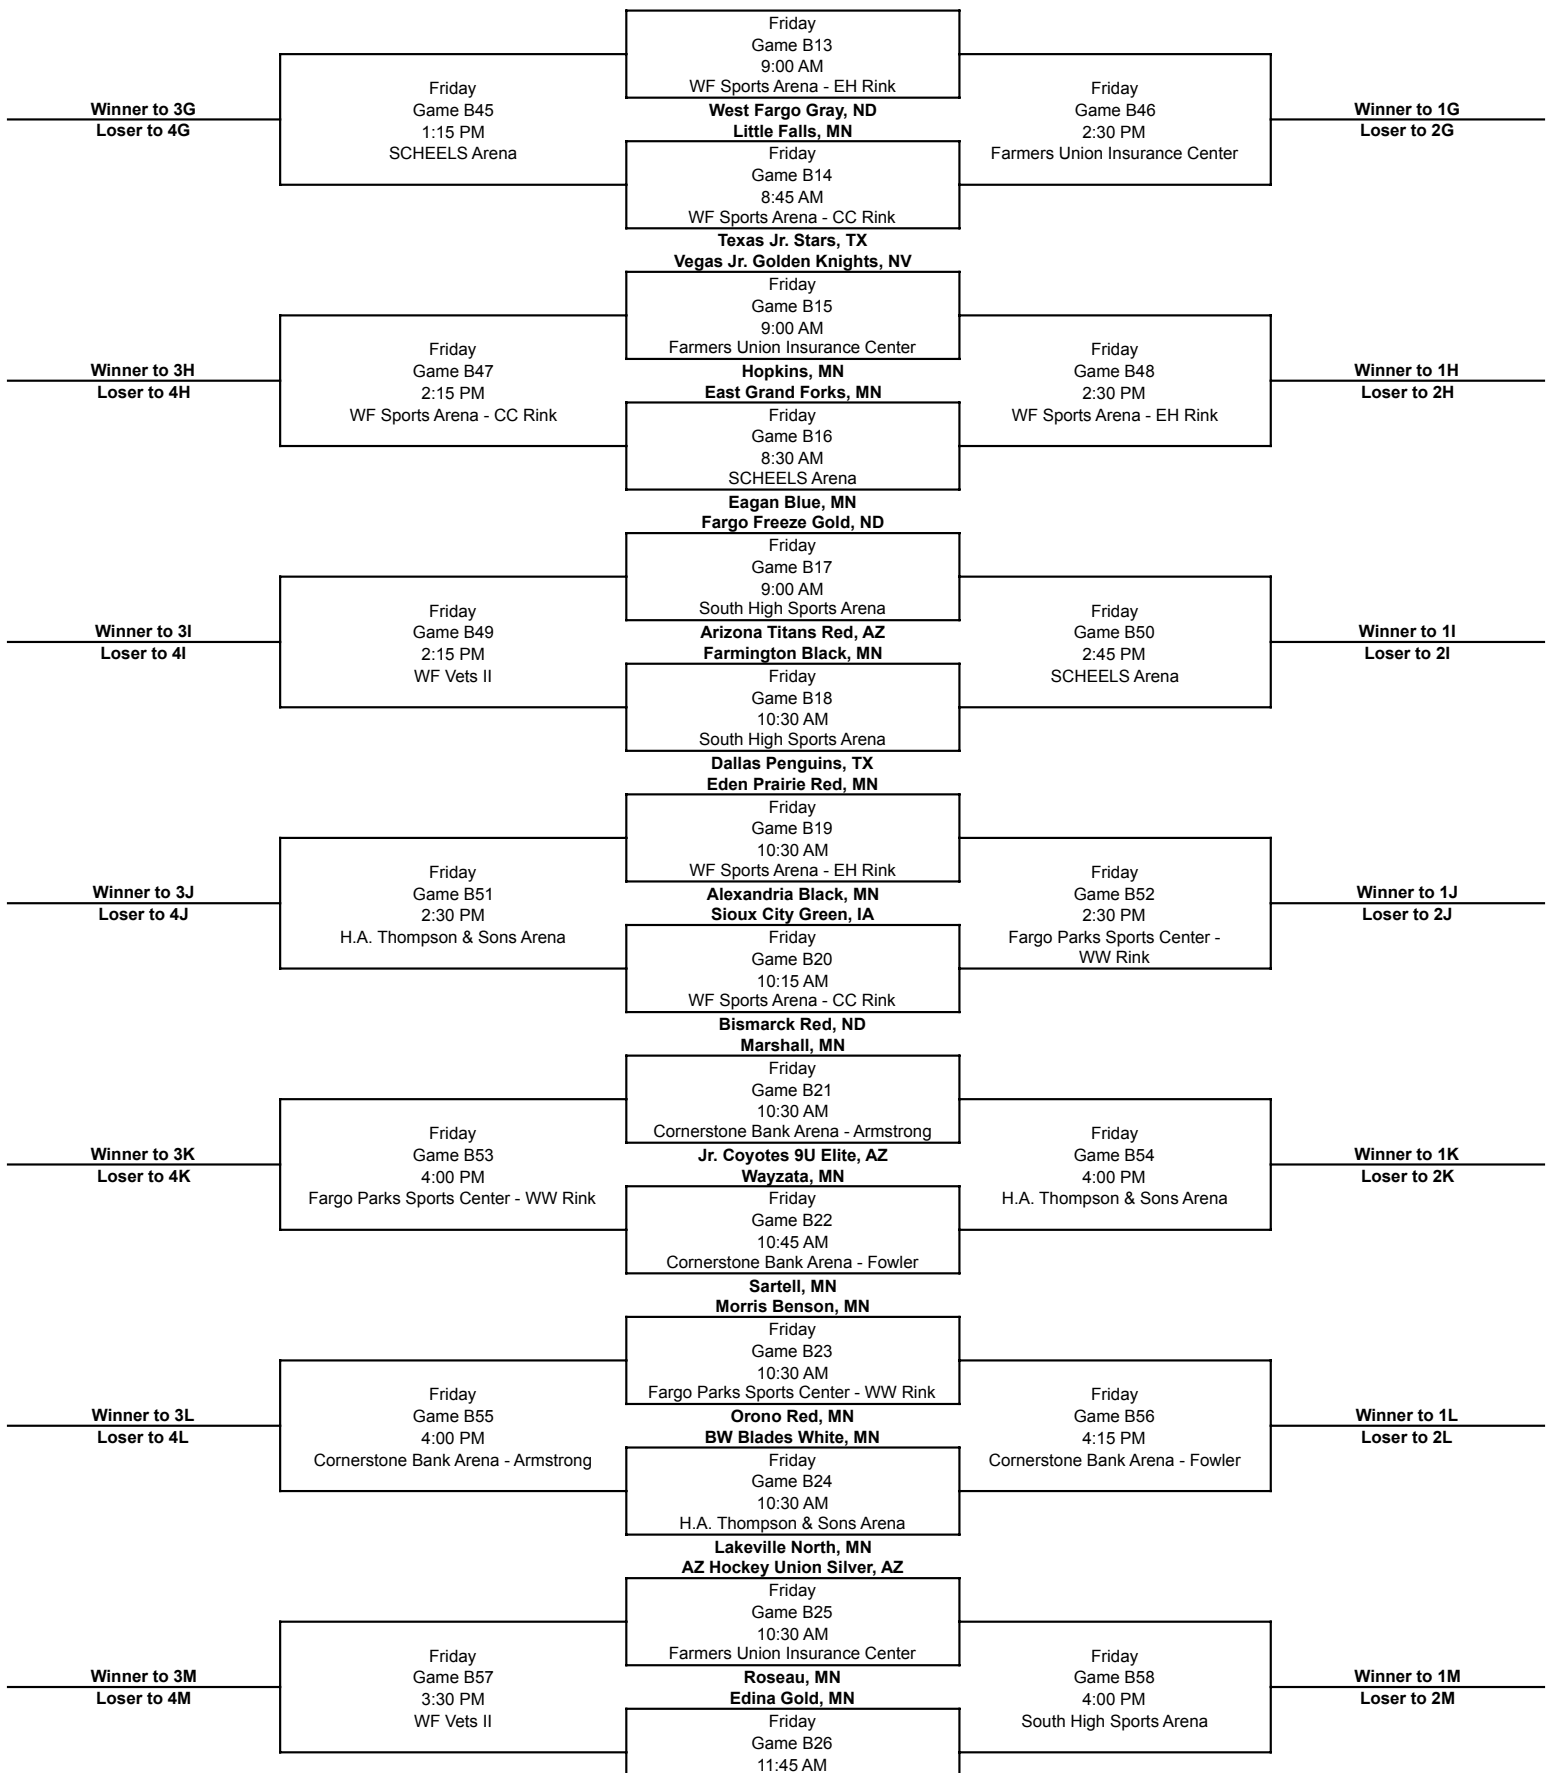 Friday
Game B13
9:00 AM
WF Sports Arena - EH Rink
West Fargo Gray, ND
Little Falls, MN
Friday
Game B14
8:45 AM
WF Sports Arena - CC Rink
Texas Jr. Stars, TX
Friday
Game B45
1:15 PM
SCHEELS Arena
Winner to 3G
Loser to 4G
Friday
Game B46
2:30 PM
Farmers Union Insurance Center
Winner to 1G
Loser to 2G
Vegas Jr. Golden Knights, NV
Friday
Game B15
9:00 AM
Farmers Union Insurance Center
Hopkins, MN
East Grand Forks, MN
Friday
Game B16
8:30 AM
SCHEELS Arena
Eagan Blue, MN
Friday
Game B47
2:15 PM
WF Sports Arena - CC Rink
Winner to 3H
Loser to 4H
Friday
Game B48
2:30 PM
WF Sports Arena - EH Rink
Winner to 1H
Loser to 2H
Fargo Freeze Gold, ND
Friday
Game B17
9:00 AM
South High Sports Arena
Arizona Titans Red, AZ
Farmington Black, MN
Friday
Game B18
10:30 AM
South High Sports Arena
Dallas Penguins, TX
Friday
Game B49
2:15 PM
WF Vets II
Winner to 3I
Loser to 4I
Friday
Game B50
2:45 PM
SCHEELS Arena
Winner to 1I
Loser to 2I
Eden Prairie Red, MN
Friday
Game B19
10:30 AM
WF Sports Arena - EH Rink
Alexandria Black, MN
Sioux City Green, IA
Friday
Game B20
10:15 AM
WF Sports Arena - CC Rink
Bismarck Red, ND
Friday
Game B51
2:30 PM
H.A. Thompson & Sons Arena
Winner to 3J
Loser to 4J
Friday
Game B52
2:30 PM
Fargo Parks Sports Center -
WW Rink
Winner to 1J
Loser to 2J
Marshall, MN
Friday
Game B21
10:30 AM
Cornerstone Bank Arena - Armstrong
Jr. Coyotes 9U Elite, AZ
Wayzata, MN
Friday
Game B22
10:45 AM
Cornerstone Bank Arena - Fowler
Sartell, MN
Friday
Game B53
4:00 PM
Fargo Parks Sports Center - WW Rink
Winner to 3K
Loser to 4K
Friday
Game B54
4:00 PM
H.A. Thompson & Sons Arena
Winner to 1K
Loser to 2K
Morris Benson, MN
Friday
Game B23
10:30 AM
Fargo Parks Sports Center - WW Rink
Orono Red, MN
BW Blades White, MN
Friday
Game B24
10:30 AM
H.A. Thompson & Sons Arena
Lakeville North, MN
Friday
Game B55
4:00 PM
Cornerstone Bank Arena - Armstrong
Winner to 3L
Loser to 4L
Friday
Game B56
4:15 PM
Cornerstone Bank Arena - Fowler
Winner to 1L
Loser to 2L
AZ Hockey Union Silver, AZ
Friday
Game B25
10:30 AM
Farmers Union Insurance Center
Roseau, MN
Edina Gold, MN
Friday
Game B26
11:45 AM
Friday
Game B57
3:30 PM
WF Vets II
Winner to 3M
Loser to 4M
Friday
Game B58
4:00 PM
South High Sports Arena
Winner to 1M
Loser to 2M